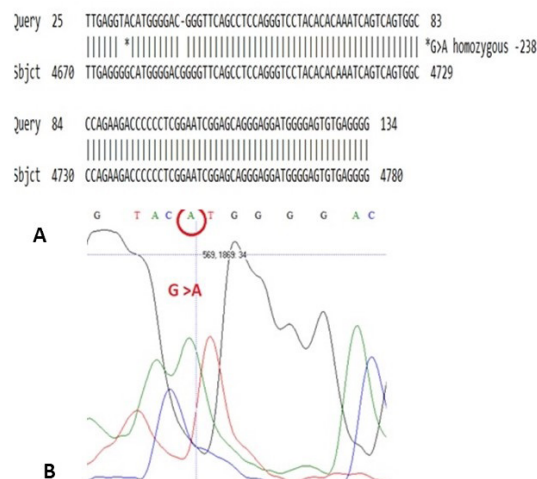 Query 25 TTGAGGTACATGGGGAC-GGGTTCAGCCTCCAGGGTCCTACACACAAATCAGTCAGTGGC 83
|||||| *||||||||| |||||||||||||||||||||||||||||||||||||||||| *G>A homozygous -238
Sbjct 4670 TTGAGGGGCATGGGGACGGGGTTCAGCCTCCAGGGTCCTACACACAAATCAGTCAGTGGC 4729
Query 84 CCAGAAGACCCCCCTCGGAATCGGAGCAGGGAGGATGGGGAGTGTGAGGGG 134
|||||||||||||||||||||||||||||||||||||||||||||||||||
Sbjct 4730 CCAGAAGACCCCCCTCGGAATCGGAGCAGGGAGGATGGGGAGTGTGAGGGG 4780
G T A C A T G G G G A C
A
569, 1869, 34
G >A
B